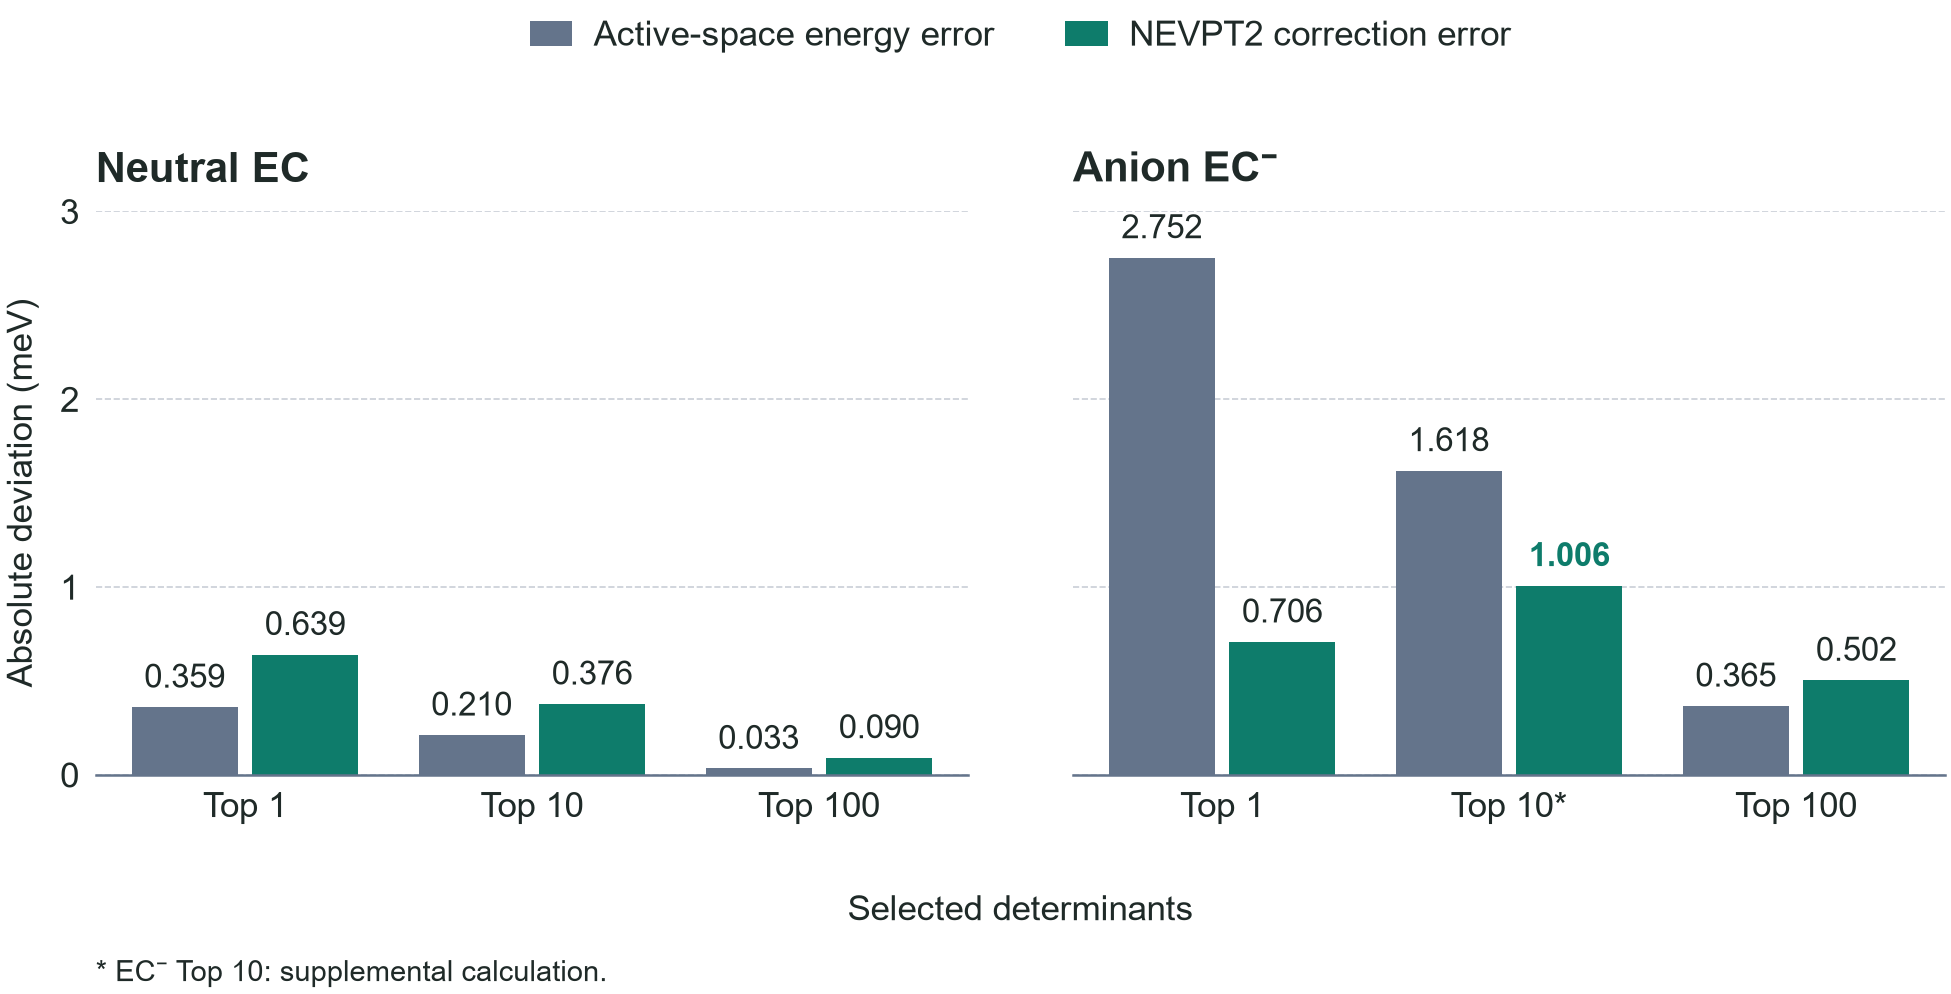 Active-space energy error
NEVPT2 correction error
Neutral EC
Anion EC⁻
Absolute deviation (meV)
3
2
1
0
0.359
0.639
0.210
0.376
0.033
0.090
Top 1
Top 10
Top 100
2.752
0.706
1.618
1.006
0.365
0.502
Top 1
Top 10*
Top 100
Selected determinants
* EC⁻ Top 10: supplemental calculation.